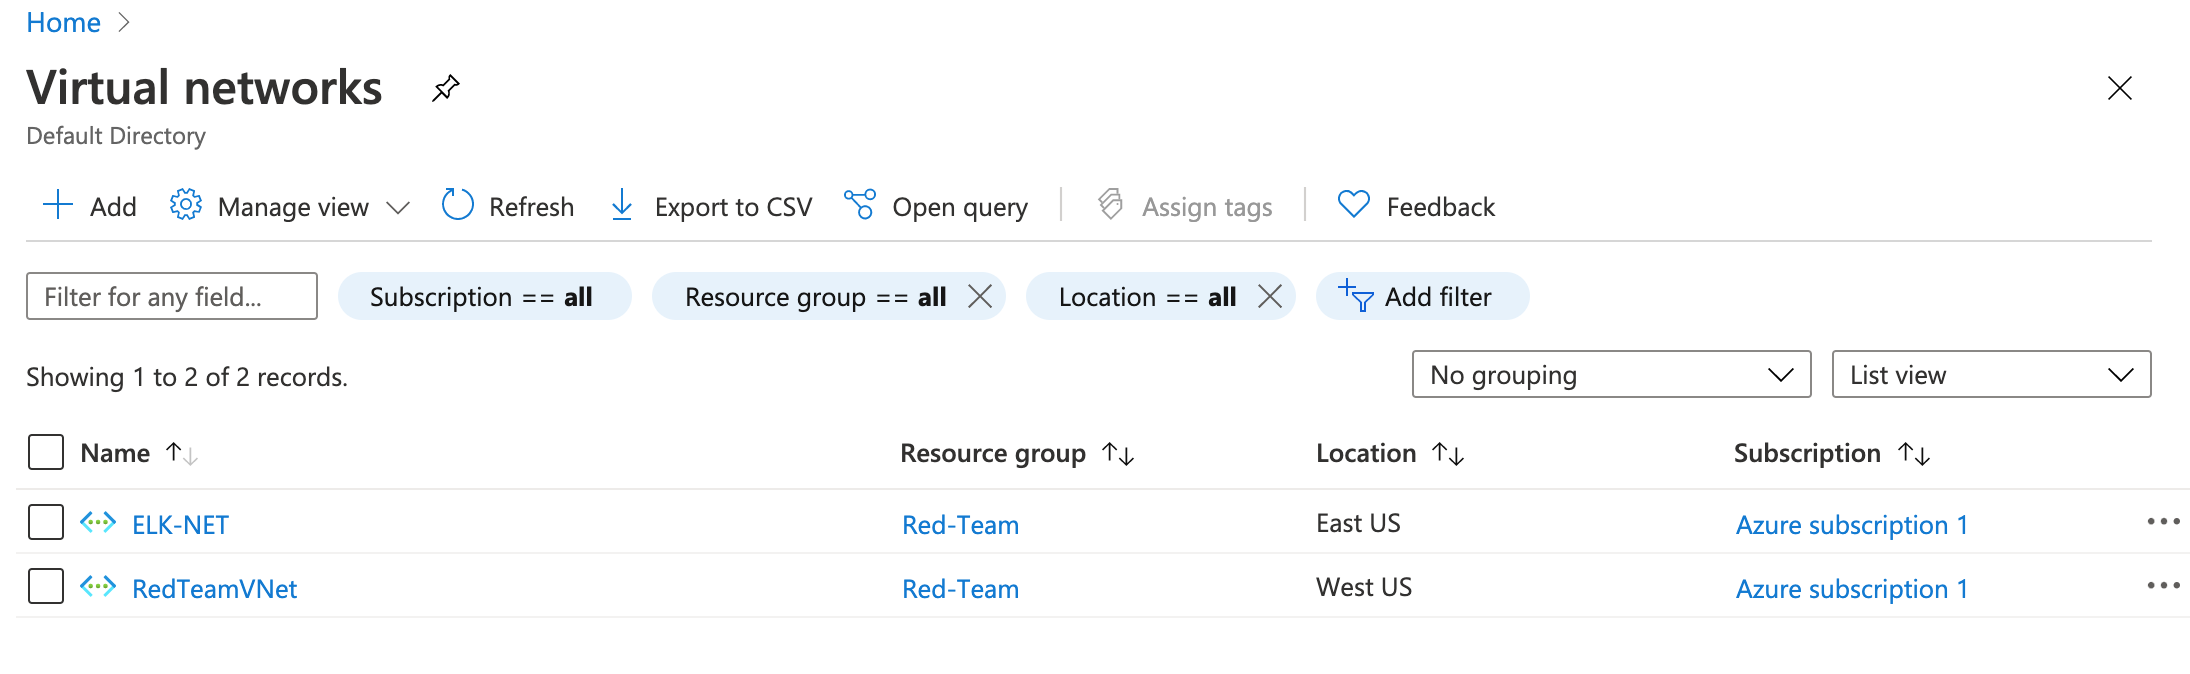 Home
Virtual networks
Default Directory
Add Manage view Refresh Export to CSV Open query Assign tags Feedback
Filter for any field... Subscription == all Resource group == all Location == all Add filter
Showing 1 to 2 of 2 records. No grouping List view
Name Resource group Location Subscription
ELK-NET Red-Team East US Azure subscription 1
RedTeamVNet Red-Team West US Azure subscription 1